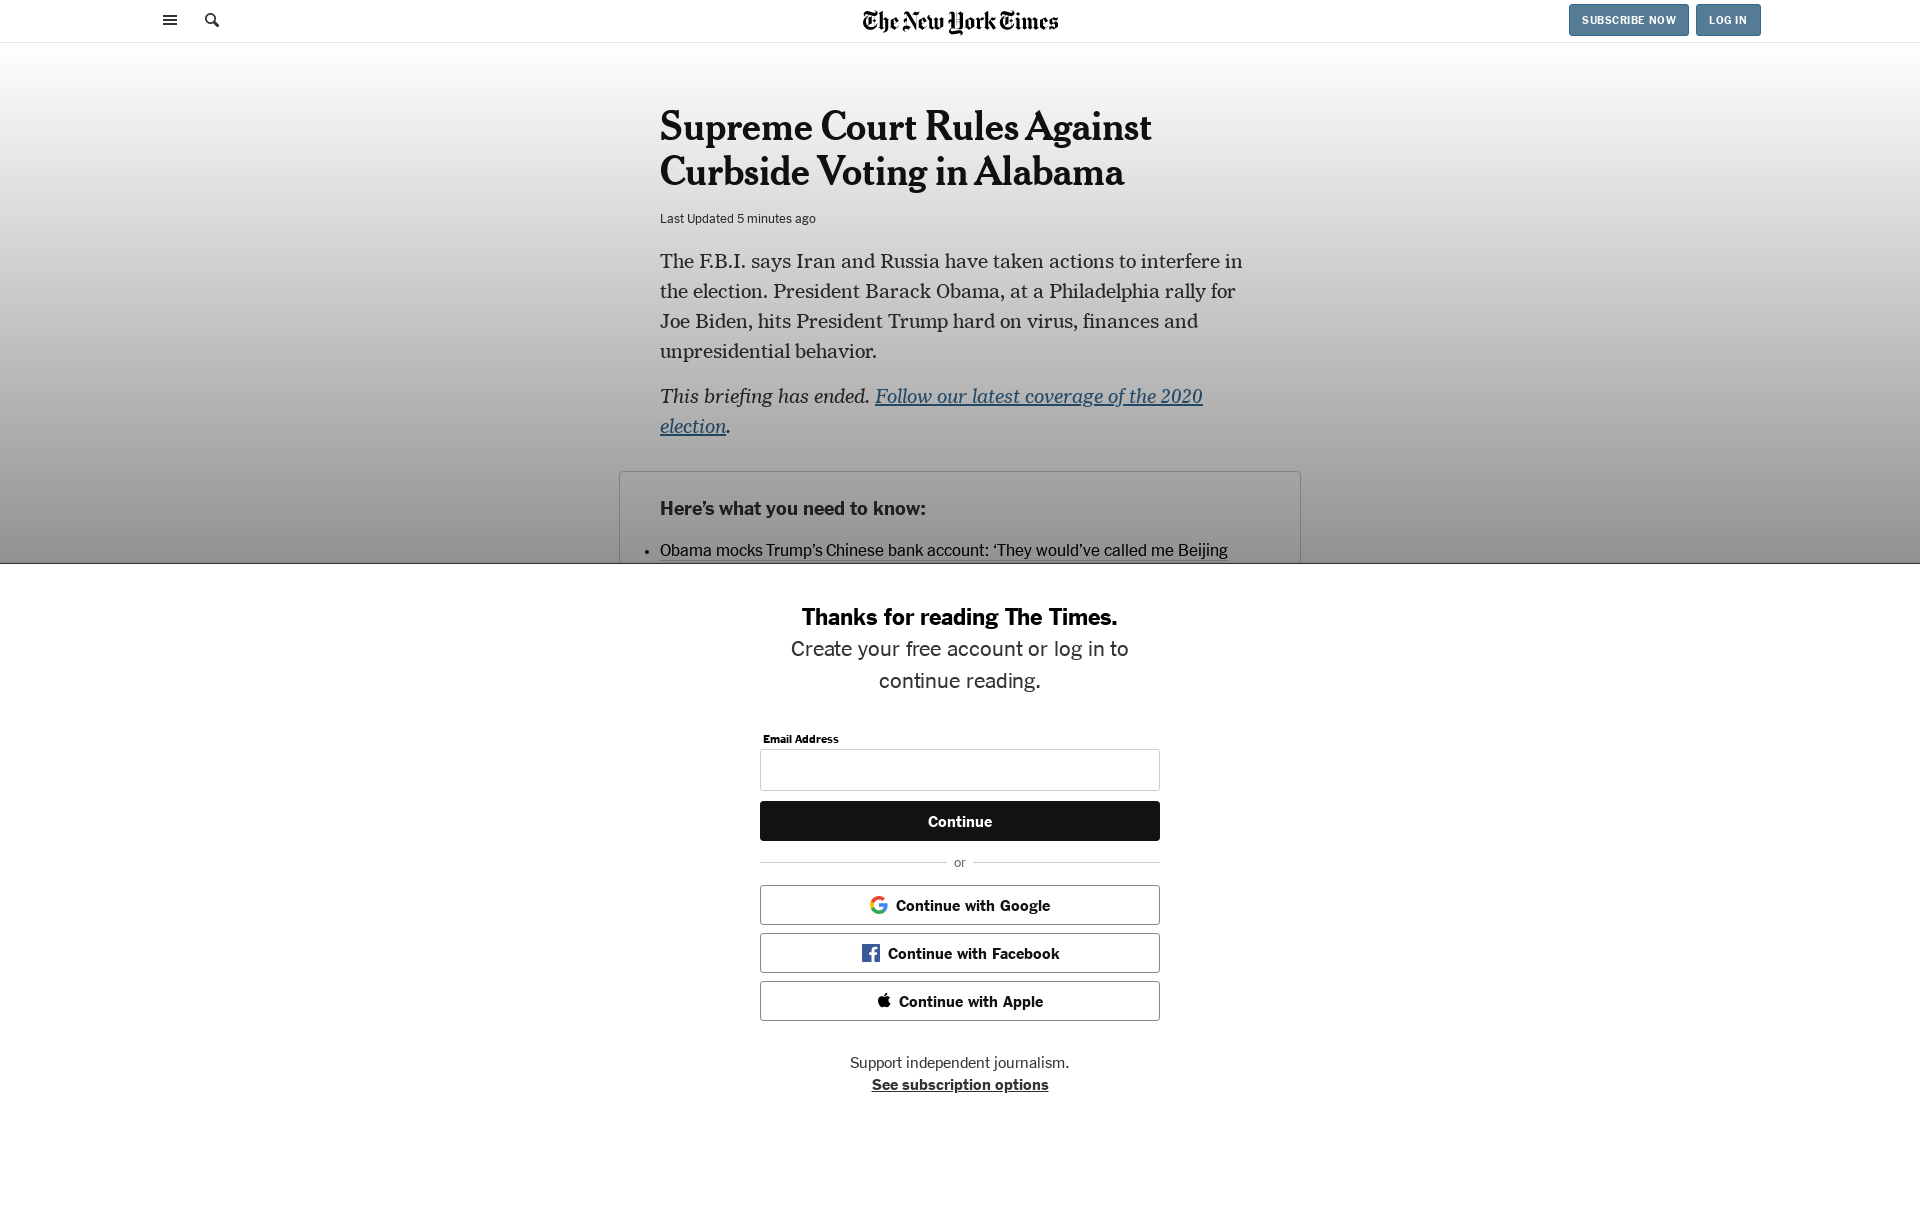 The New York Times
SUBSCRIBE NOW
LOG IN
Supreme Court Rules Against
Curbside Voting in Alabama
Last Updated 5 minutes ago
The F.B.I. says Iran and Russia have taken actions to interfere in
the election. President Barack Obama, at a Philadelphia rally for
Joe Biden, hits President Trump hard on virus, finances and
unpresidential behavior.
This briefing has ended. Follow our latest coverage of the 2020
election.
Here’s what you need to know:
• Obama mocks Trump’s Chinese bank account: ‘They would’ve called me Beijing
Thanks for reading The Times.
Create your free account or log in to
continue reading.
Email Address
Continue
or
Continue with Google
Continue with Facebook
Continue with Apple
Support independent journalism.
See subscription options